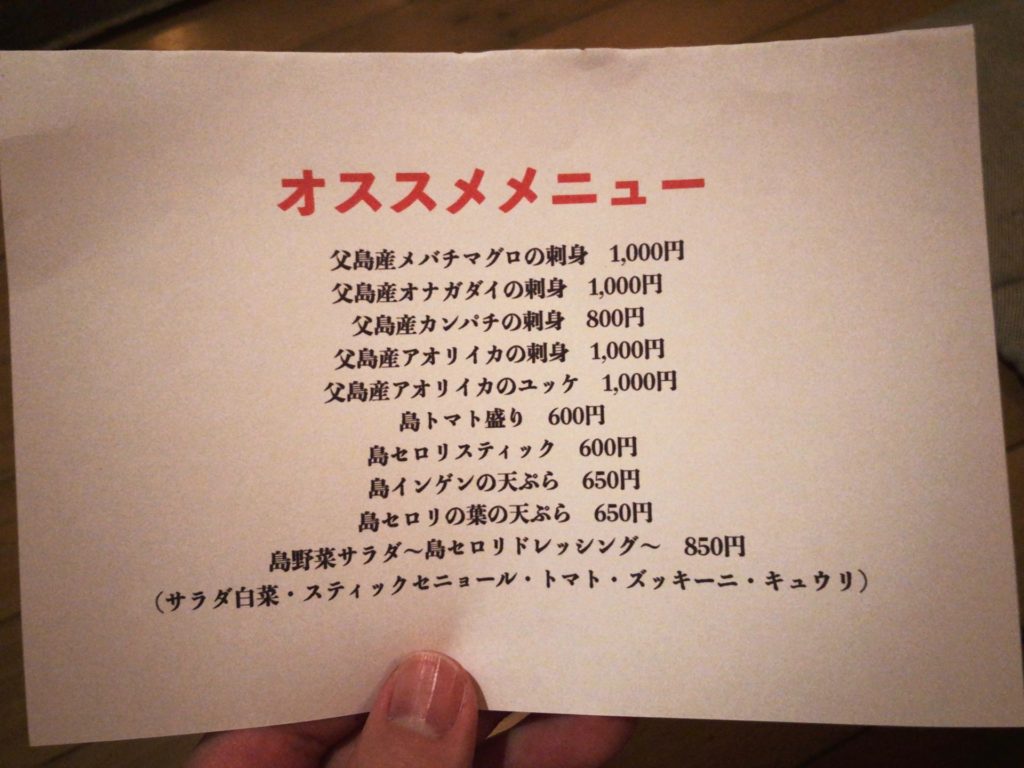 オススメメニュー
父島産メバチマグロの刺身　1,000円
父島産オナガダイの刺身　1,000円
父島産カンパチの刺身　800円
父島産アオリイカの刺身　1,000円
父島産アオリイカのユッケ　1,000円
島トマト盛り　600円
島セロリスティック　600円
島インゲンの天ぷら　650円
島セロリの葉の天ぷら　650円
島野菜サラダ～島セロリドレッシング～　850円
（サラダ白菜・スティックセニョール・トマト・ズッキーニ・キュウリ）